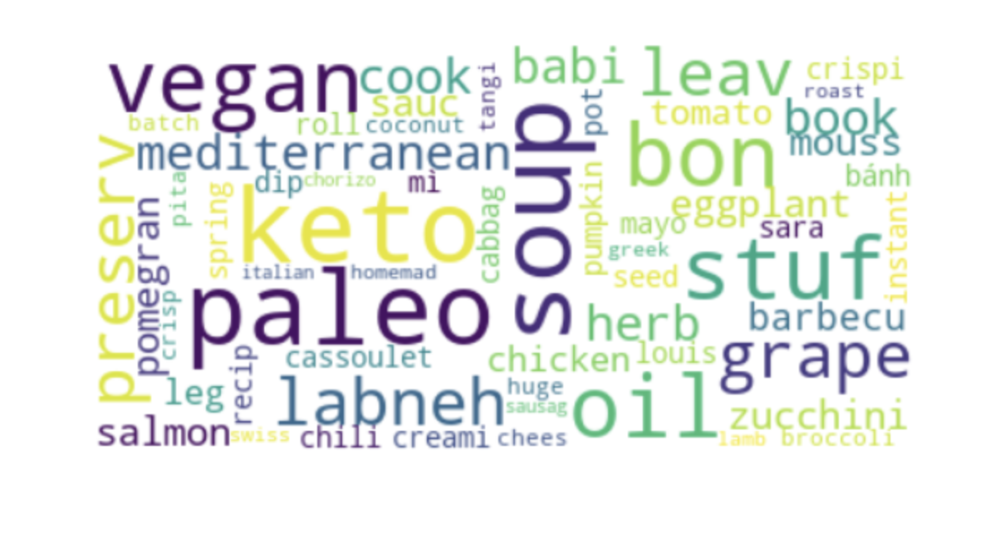 vegan
cook
tangi
babi
leav
crispi
roast
sauc
batch
roll
coconut
pot
tomato
book
mouss
preserv
mediterranean
soup
bon
pita
dip
chorizo
mì
bánh
spring
keto
cabbag
pumpkin
eggplant
mayo
sara
instant
pomegran
greek
stuf
italian
homemad
seed
crisp
paleo
herb
barbecu
recip
cassoulet
chicken
louis
grape
leg
labneh
huge
sausag
oil
zucchini
salmon
swiss
chili
creami
chees
lamb
broccoli